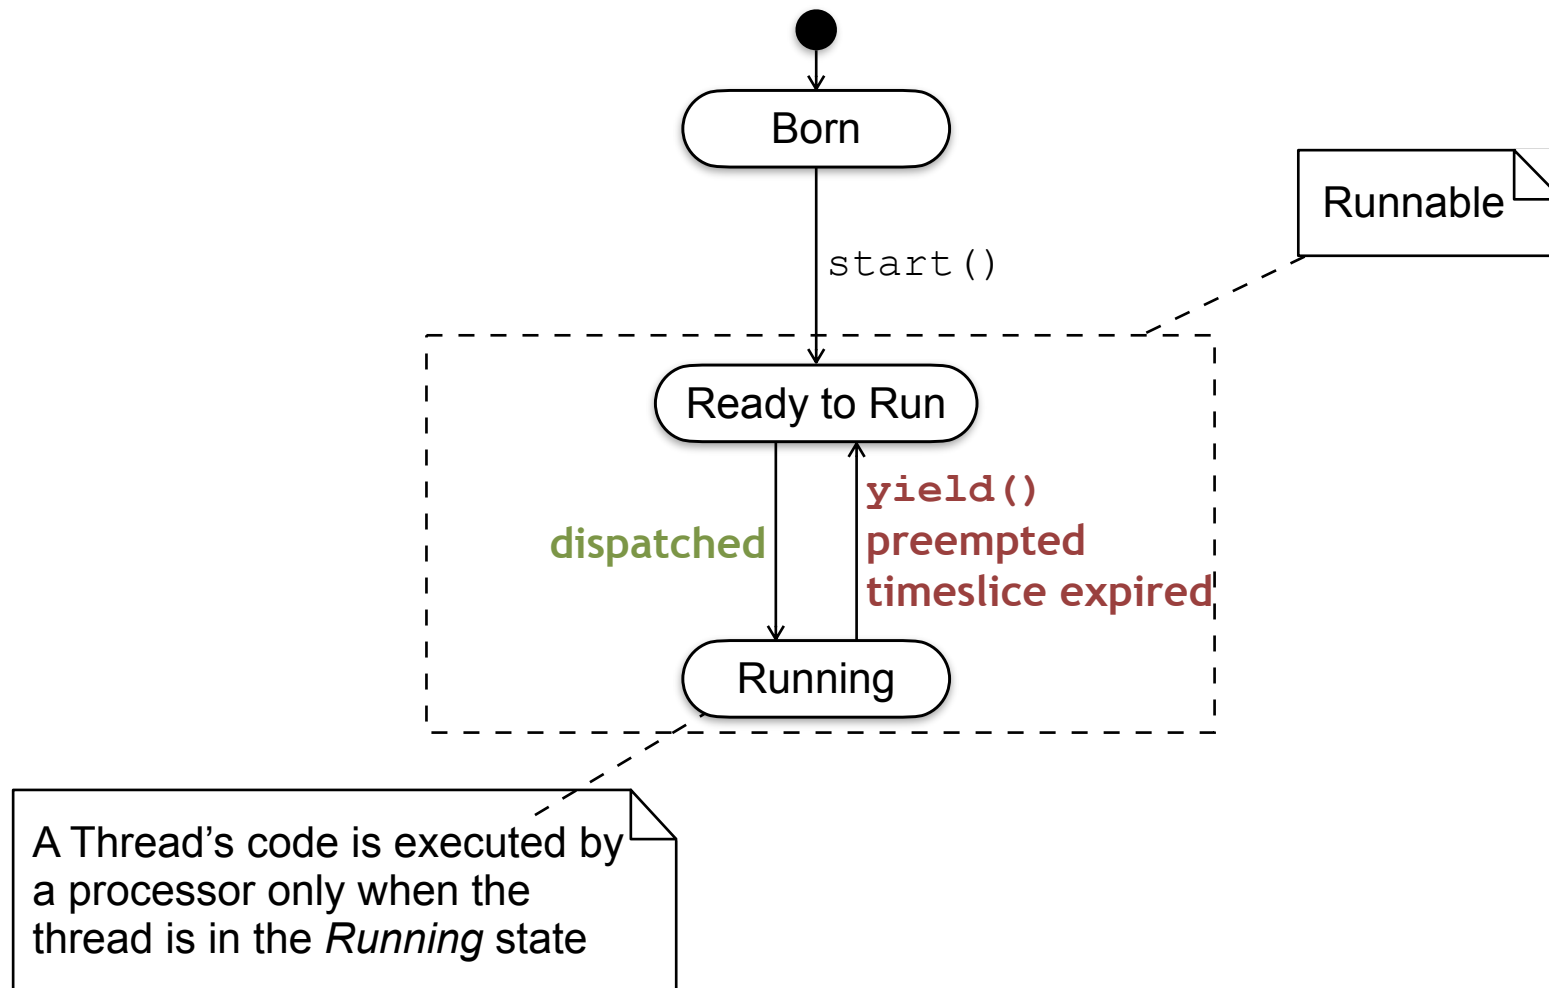 Born
Runnable
start()
Ready to Run
yield()
dispatched
preempted
timeslice expired
Running
A Thread’s code is executed by
a processor only when the
thread is in the Running state